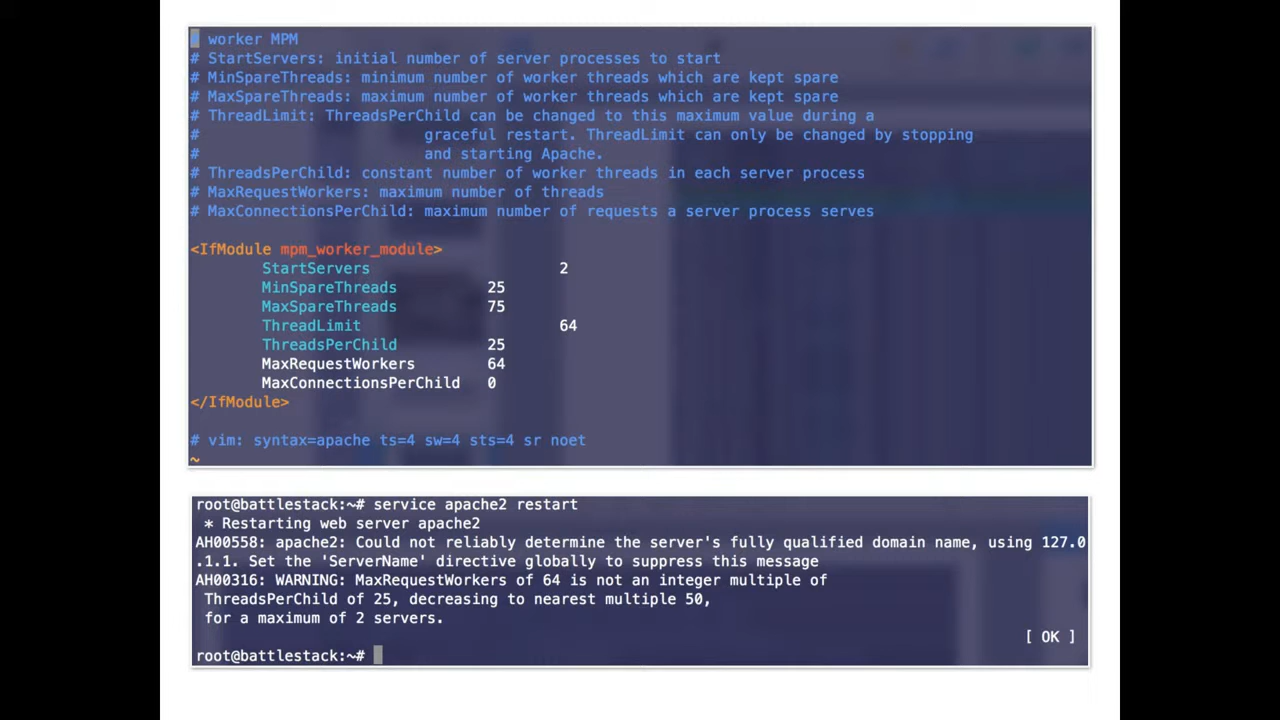 # worker MPM
# StartServers: initial number of server processes to start
# MinSpareThreads: minimum number of worker threads which are kept spare
# MaxSpareThreads: maximum number of worker threads which are kept spare
# ThreadLimit: ThreadsPerChild can be changed to this maximum value during a
#                         graceful restart. ThreadLimit can only be changed by stopping
#                         and starting Apache.
# ThreadsPerChild: constant number of worker threads in each server process
# MaxRequestWorkers: maximum number of threads
# MaxConnectionsPerChild: maximum number of requests a server process serves

<IfModule mpm_worker_module>
        StartServers                     2
        MinSpareThreads          25
        MaxSpareThreads          75
        ThreadLimit                      64
        ThreadsPerChild          25
        MaxRequestWorkers        64
        MaxConnectionsPerChild   0
</IfModule>

# vim: syntax=apache ts=4 sw=4 sts=4 sr noet
~
root@battlestack:~# service apache2 restart
 * Restarting web server apache2
AH00558: apache2: Could not reliably determine the server's fully qualified domain name, using 127.0
.1.1. Set the 'ServerName' directive globally to suppress this message
AH00316: WARNING: MaxRequestWorkers of 64 is not an integer multiple of
 ThreadsPerChild of 25, decreasing to nearest multiple 50,
 for a maximum of 2 servers.
[ OK ]
root@battlestack:~#